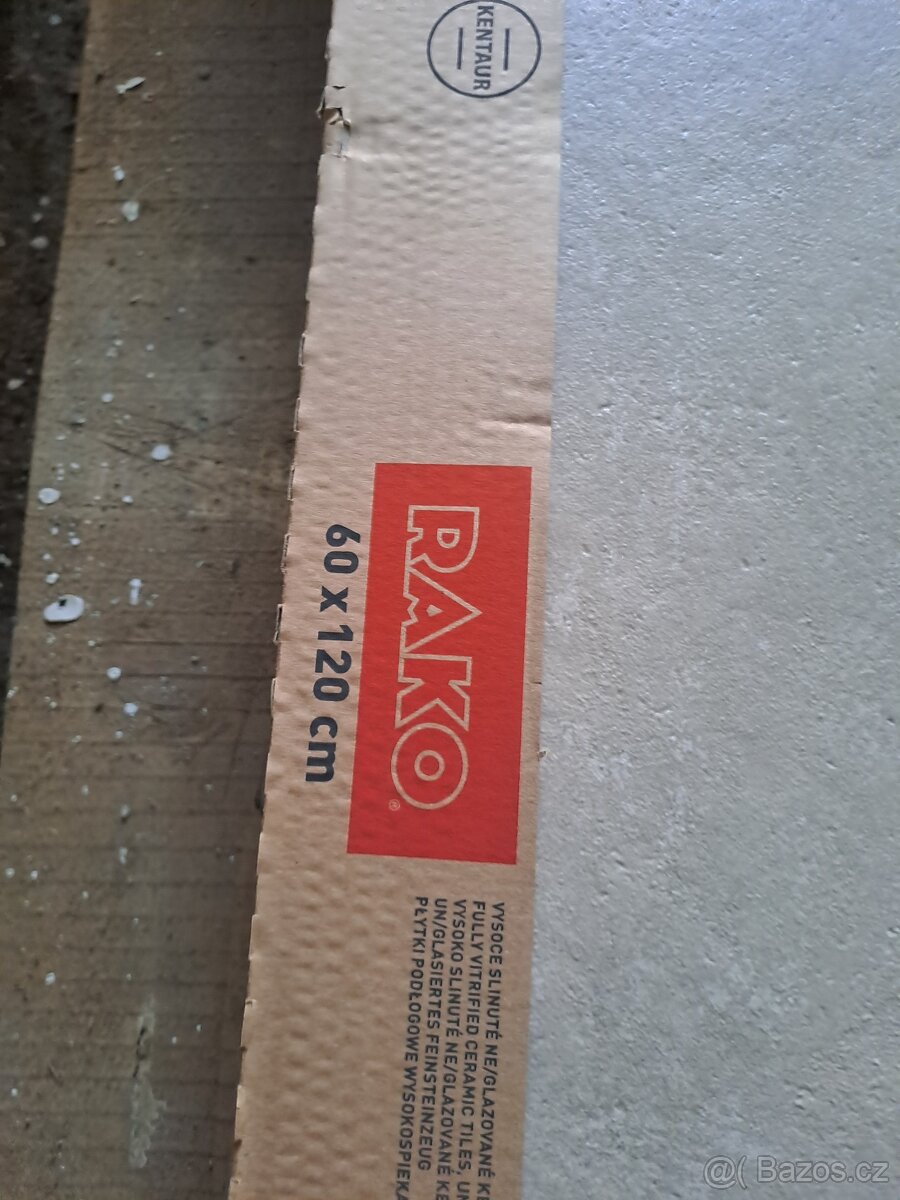 KENTAUR
RAKO®
60 x 120 cm
VYSOCE SLINUTÉ NE/GLAZOVANÉ
FULLY VITRIFIED CERAMIC TILES,
VYSOKO SLINUTÉ NE/GLAZOVANÉ
UN/GLASIERTES FEINSTEINZEUG
PŁYTKI PODŁOGOWE
@( Bazos.cz